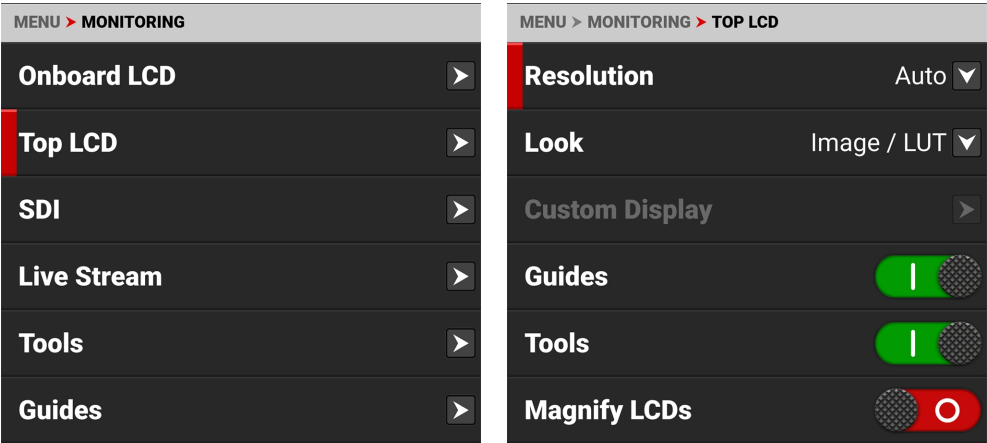 MENU > MONITORING
Onboard LCD
Top LCD
SDI
Live Stream
Tools
Guides
MENU > MONITORING > TOP LCD
Resolution Auto
Look Image / LUT
Custom Display
Guides
Tools
Magnify LCDs